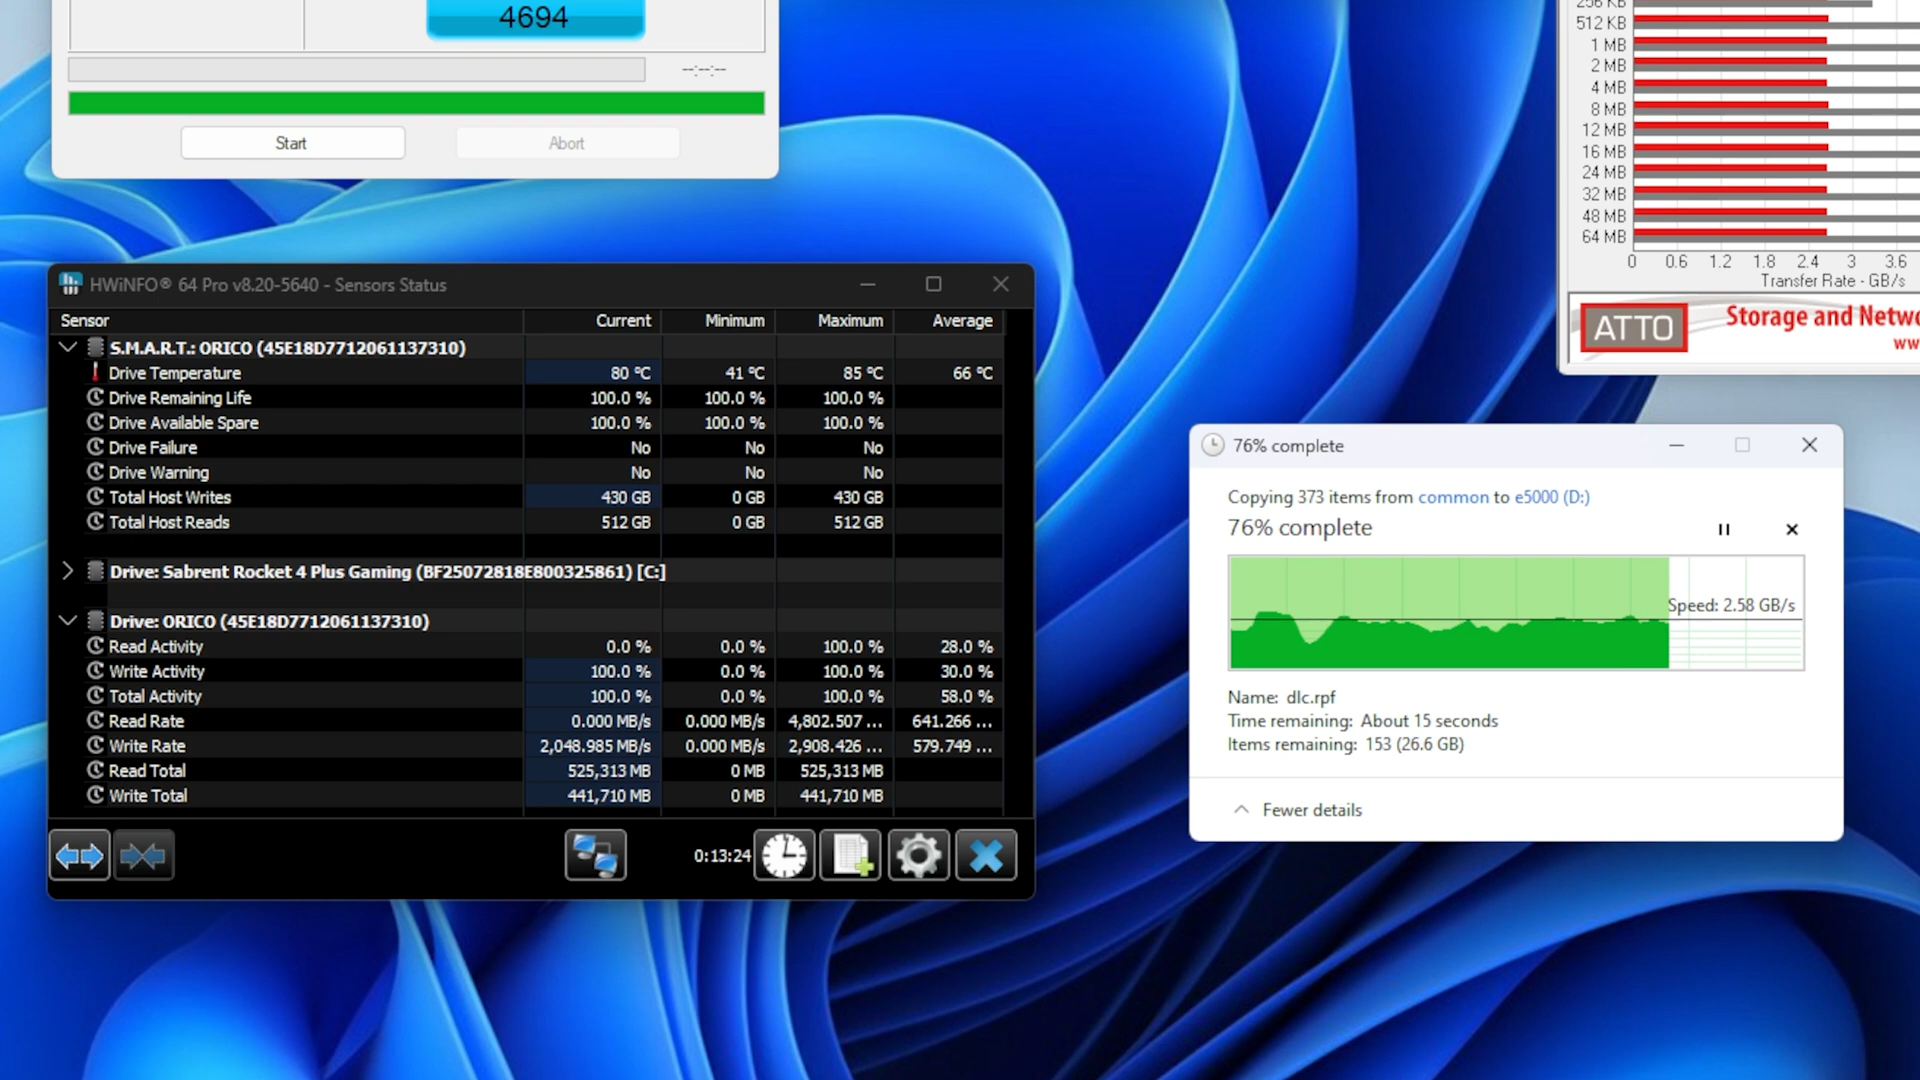 4694
--:--:--
Start
Abort
256 KB
512 KB
1 MB
2 MB
4 MB
8 MB
12 MB
16 MB
24 MB
32 MB
48 MB
64 MB
0 0.6 1.2 1.8 2.4 3 3.6
Transfer Rate - GB/s
ATTO
Storage and Netwo
ww
HWiNFO® 64 Pro v8.20-5640 - Sensors Status
Sensor Current Minimum Maximum Average
S.M.A.R.T.: ORICO (45E18D7712061137310)
Drive Temperature 80 °C 41 °C 85 °C 66 °C
Drive Remaining Life 100.0 % 100.0 % 100.0 %
Drive Available Spare 100.0 % 100.0 % 100.0 %
Drive Failure No No No
Drive Warning No No No
Total Host Writes 430 GB 0 GB 430 GB
Total Host Reads 512 GB 0 GB 512 GB
Drive: Sabrent Rocket 4 Plus Gaming (BF25072818E800325861) [C:]
Drive: ORICO (45E18D7712061137310)
Read Activity 0.0 % 0.0 % 100.0 % 28.0 %
Write Activity 100.0 % 0.0 % 100.0 % 30.0 %
Total Activity 100.0 % 0.0 % 100.0 % 58.0 %
Read Rate 0.000 MB/s 0.000 MB/s 4,802.507 ... 641.266 ...
Write Rate 2,048.985 MB/s 0.000 MB/s 2,908.426 ... 579.749 ...
Read Total 525,313 MB 0 MB 525,313 MB
Write Total 441,710 MB 0 MB 441,710 MB
0:13:24
76% complete
Copying 373 items from common to e5000 (D:)
76% complete
Speed: 2.58 GB/s
Name: dlc.rpf
Time remaining: About 15 seconds
Items remaining: 153 (26.6 GB)
Fewer details